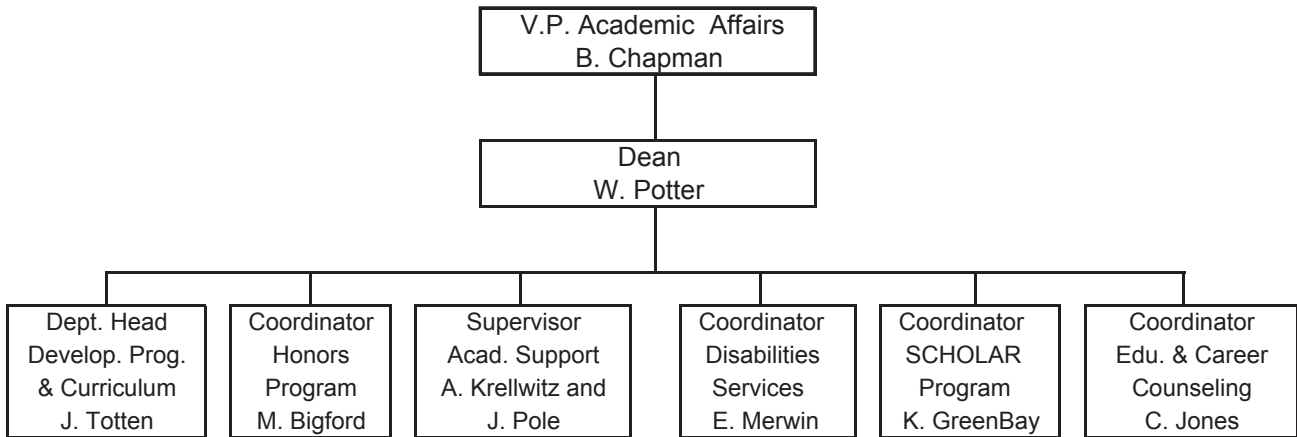 V.P. Academic Affairs
B. Chapman
Dean
W. Potter
Dept. Head
Develop. Prog.
& Curriculum
J. Totten
Coordinator
Honors
Program
M. Bigford
Supervisor
Acad. Support
A. Krellwitz and
J. Pole
Coordinator
Disabilities
Services
E. Merwin
Coordinator
SCHOLAR
Program
K. GreenBay
Coordinator
Edu. & Career
Counseling
C. Jones